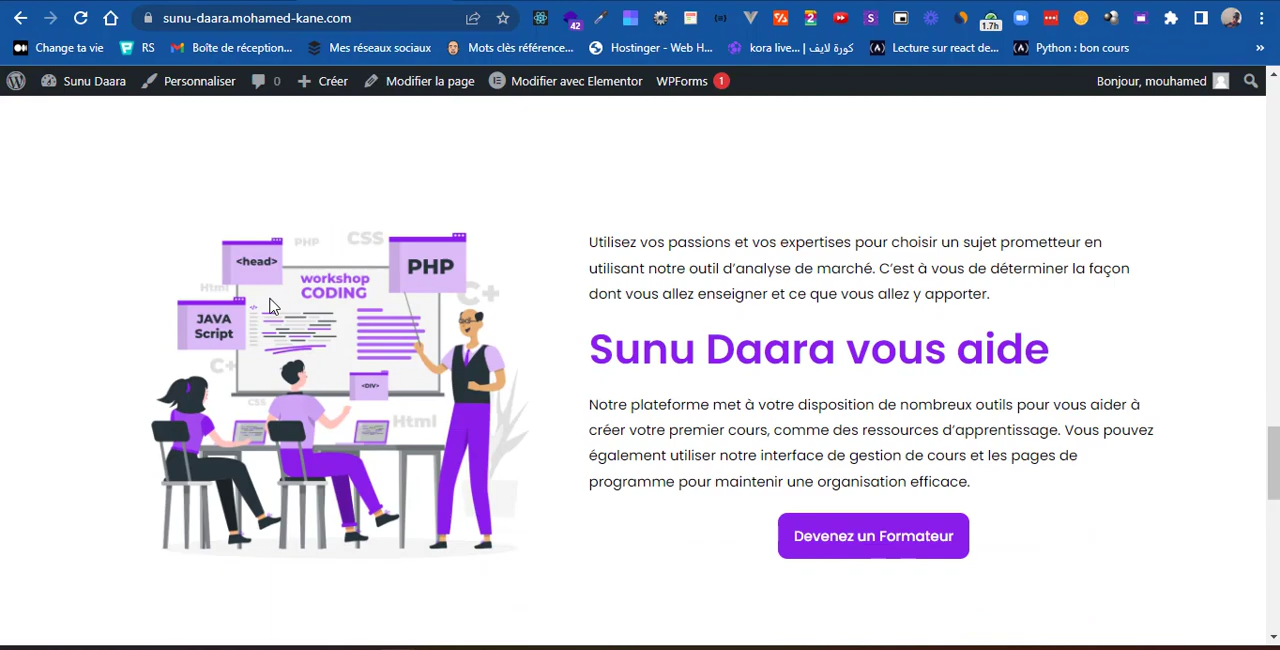 sunu-daara.mohamed-kane.com
42
1.7h
Change ta vie
RS
Boîte de réception...
Mes réseaux sociaux
Mots clés référence...
Hostinger - Web H...
kora live... | كورة لايف
Lecture sur react de...
Python : bon cours
»
Sunu Daara
Personnaliser
0
Créer
Modifier la page
Modifier avec Elementor
WPForms 1
Bonjour, mouhamed
PHP
CSS
<head>
PHP
workshop
CODING
Html
C+
JAVA
Script
C+
<DIV>
CSS
Html
Utilisez vos passions et vos expertises pour choisir un sujet prometteur en
utilisant notre outil d’analyse de marché. C’est à vous de déterminer la façon
dont vous allez enseigner et ce que vous allez y apporter.
Sunu Daara vous aide
Notre plateforme met à votre disposition de nombreux outils pour vous aider à
créer votre premier cours, comme des ressources d’apprentissage. Vous pouvez
également utiliser notre interface de gestion de cours et les pages de
programme pour maintenir une organisation efficace.
Devenez un Formateur